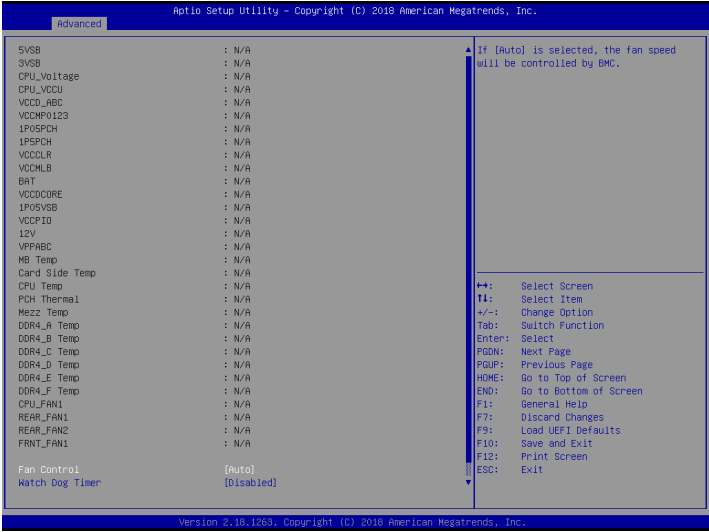 Aptio Setup Utility – Copyright (C) 2018 American Megatrends, Inc.
Advanced
5VSB : N/A
3VSB : N/A
CPU_Voltage : N/A
CPU_VCCU : N/A
VCCD_ABC : N/A
VCCMP0123 : N/A
1P05PCH : N/A
1P5PCH : N/A
VCCCLR : N/A
VCCMLB : N/A
BAT : N/A
VCCDCORE : N/A
1P05VSB : N/A
VCCPIO : N/A
12V : N/A
VPPABC : N/A
MB Temp : N/A
Card Side Temp : N/A
CPU Temp : N/A
PCH Thermal : N/A
Mezz Temp : N/A
DDR4_A Temp : N/A
DDR4_B Temp : N/A
DDR4_C Temp : N/A
DDR4_D Temp : N/A
DDR4_E Temp : N/A
DDR4_F Temp : N/A
CPU_FAN1 : N/A
REAR_FAN1 : N/A
REAR_FAN2 : N/A
FRNT_FAN1 : N/A
Fan Control [Auto]
Watch Dog Timer [Disabled]
If [Auto] is selected, the fan speed
will be controlled by BMC.
↔: Select Screen
↑↓: Select Item
+/-: Change Option
Tab: Switch Function
Enter: Select
PGDN: Next Page
PGUP: Previous Page
HOME: Go to Top of Screen
END: Go to Bottom of Screen
F1: General Help
F7: Discard Changes
F9: Load UEFI Defaults
F10: Save and Exit
F12: Print Screen
ESC: Exit
Version 2.18.1263. Copyright (C) 2018 American Megatrends, Inc.